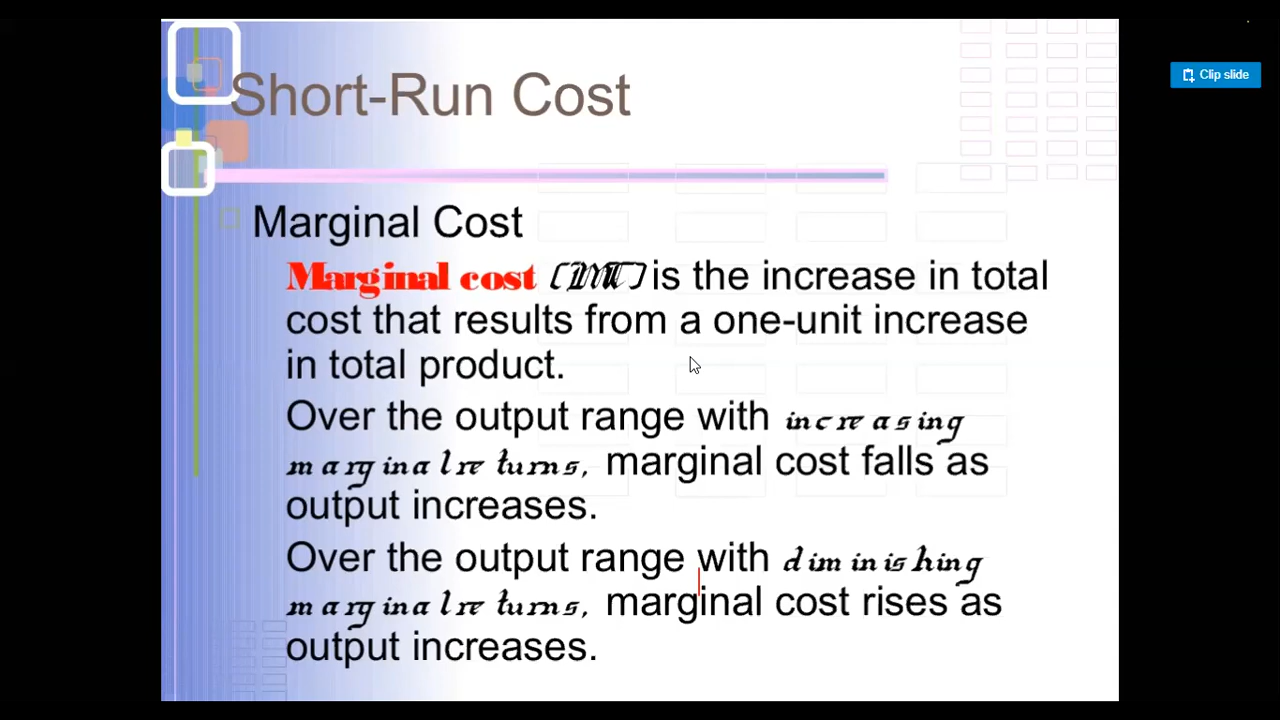 Short-Run Cost
Clip slide
Marginal Cost
Marginal cost (MC) is the increase in total
cost that results from a one-unit increase
in total product.
Over the output range with increasing
marginal returns, marginal cost falls as
output increases.
Over the output range with diminishing
marginal returns, marginal cost rises as
output increases.